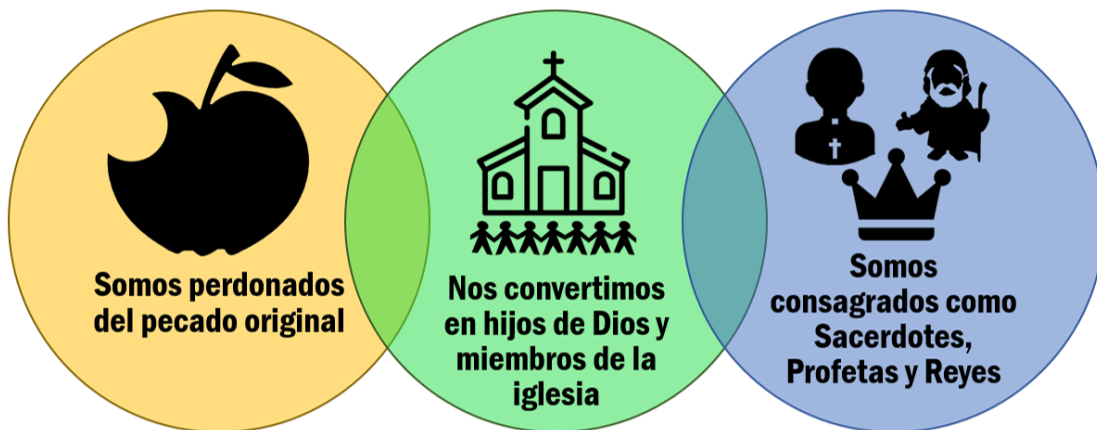 Somos perdonados
del pecado original
Nos convertimos
en hijos de Dios y
miembros de la
iglesia
Somos
consagrados como
Sacerdotes,
Profetas y Reyes